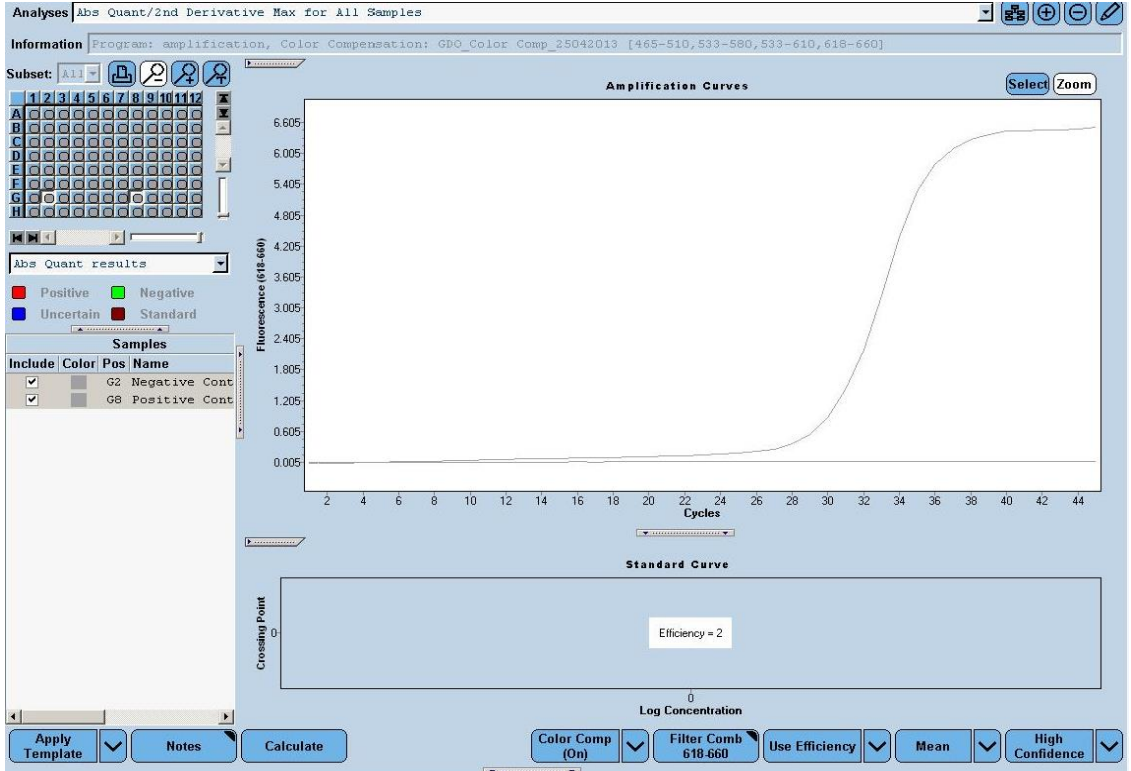 Analyses Abs Quant/2nd Derivative Max for All Samples
Information Program: amplification, Color Compensation: GDO_Color Comp_25042013 [465-510,533-580,533-610,618-660]
Subset: All
1 2 3 4 5 6 7 8 9 10 11 12
A
B
C
D
E
F
G
H
Abs Quant results
Positive Negative
Uncertain Standard
Samples
Include Color Pos Name
G2 Negative Cont
G8 Positive Cont
Amplification Curves
Select Zoom
Fluorescence (618-660)
6.605
6.005
5.405
4.805
4.205
3.605
3.005
2.405
1.805
1.205
0.605
0.005
2 4 6 8 10 12 14 16 18 20 22 24 26 28 30 32 34 36 38 40 42 44
Cycles
Standard Curve
Crossing Point
0
Efficiency = 2
0
Log Concentration
Apply Template
Notes
Calculate
Color Comp (On)
Filter Comb 618-660
Use Efficiency
Mean
High Confidence